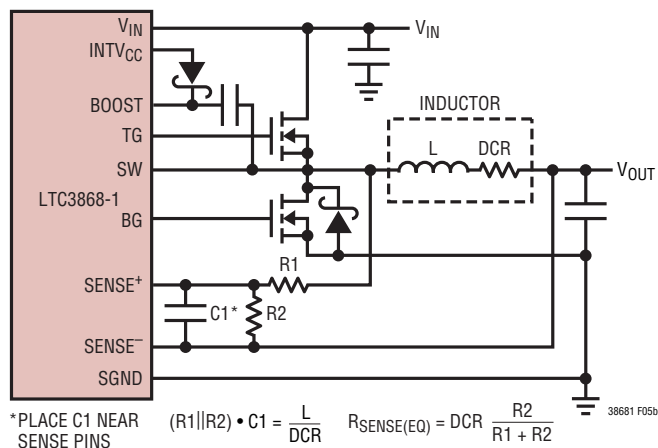 V_IN
INTV_CC
BOOST
TG
SW
LTC3868-1
BG
SENSE⁺
SENSE⁻
SGND
V_IN
INDUCTOR
L DCR
V_OUT
R1
C1* R2
38681 F05b
*PLACE C1 NEAR
SENSE PINS
(R1||R2) • C1 = L/DCR
R_SENSE(EQ) = DCR R2/(R1 + R2)